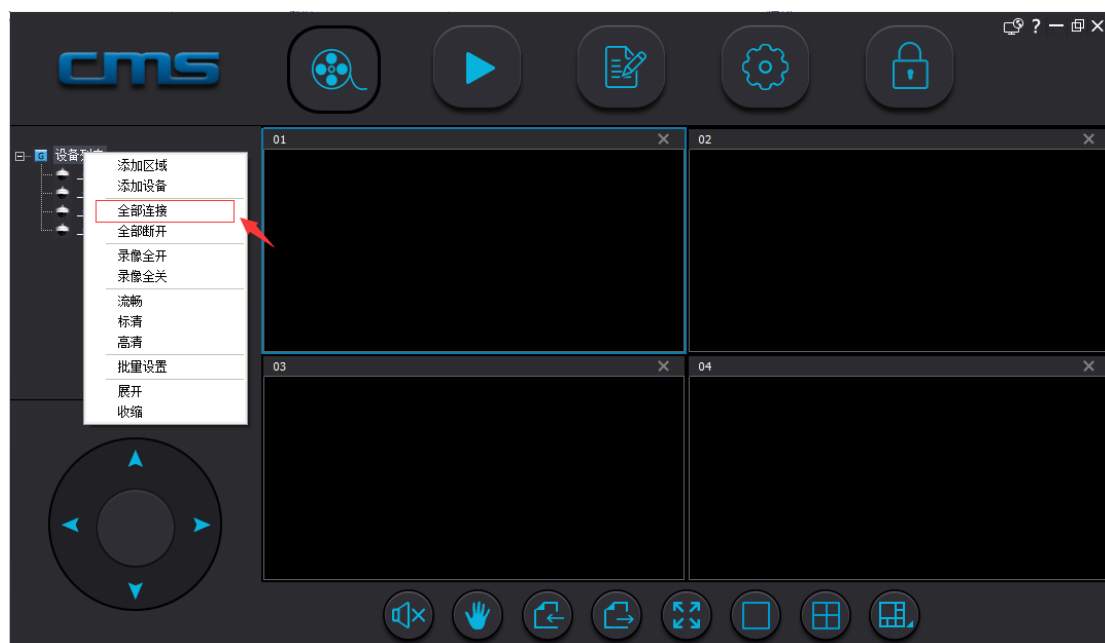 cms
?
01
02
设备列表
添加区域
添加设备
全部连接
全部断开
录像全开
录像全关
流畅
标清
高清
批量设置
展开
收缩
03
04